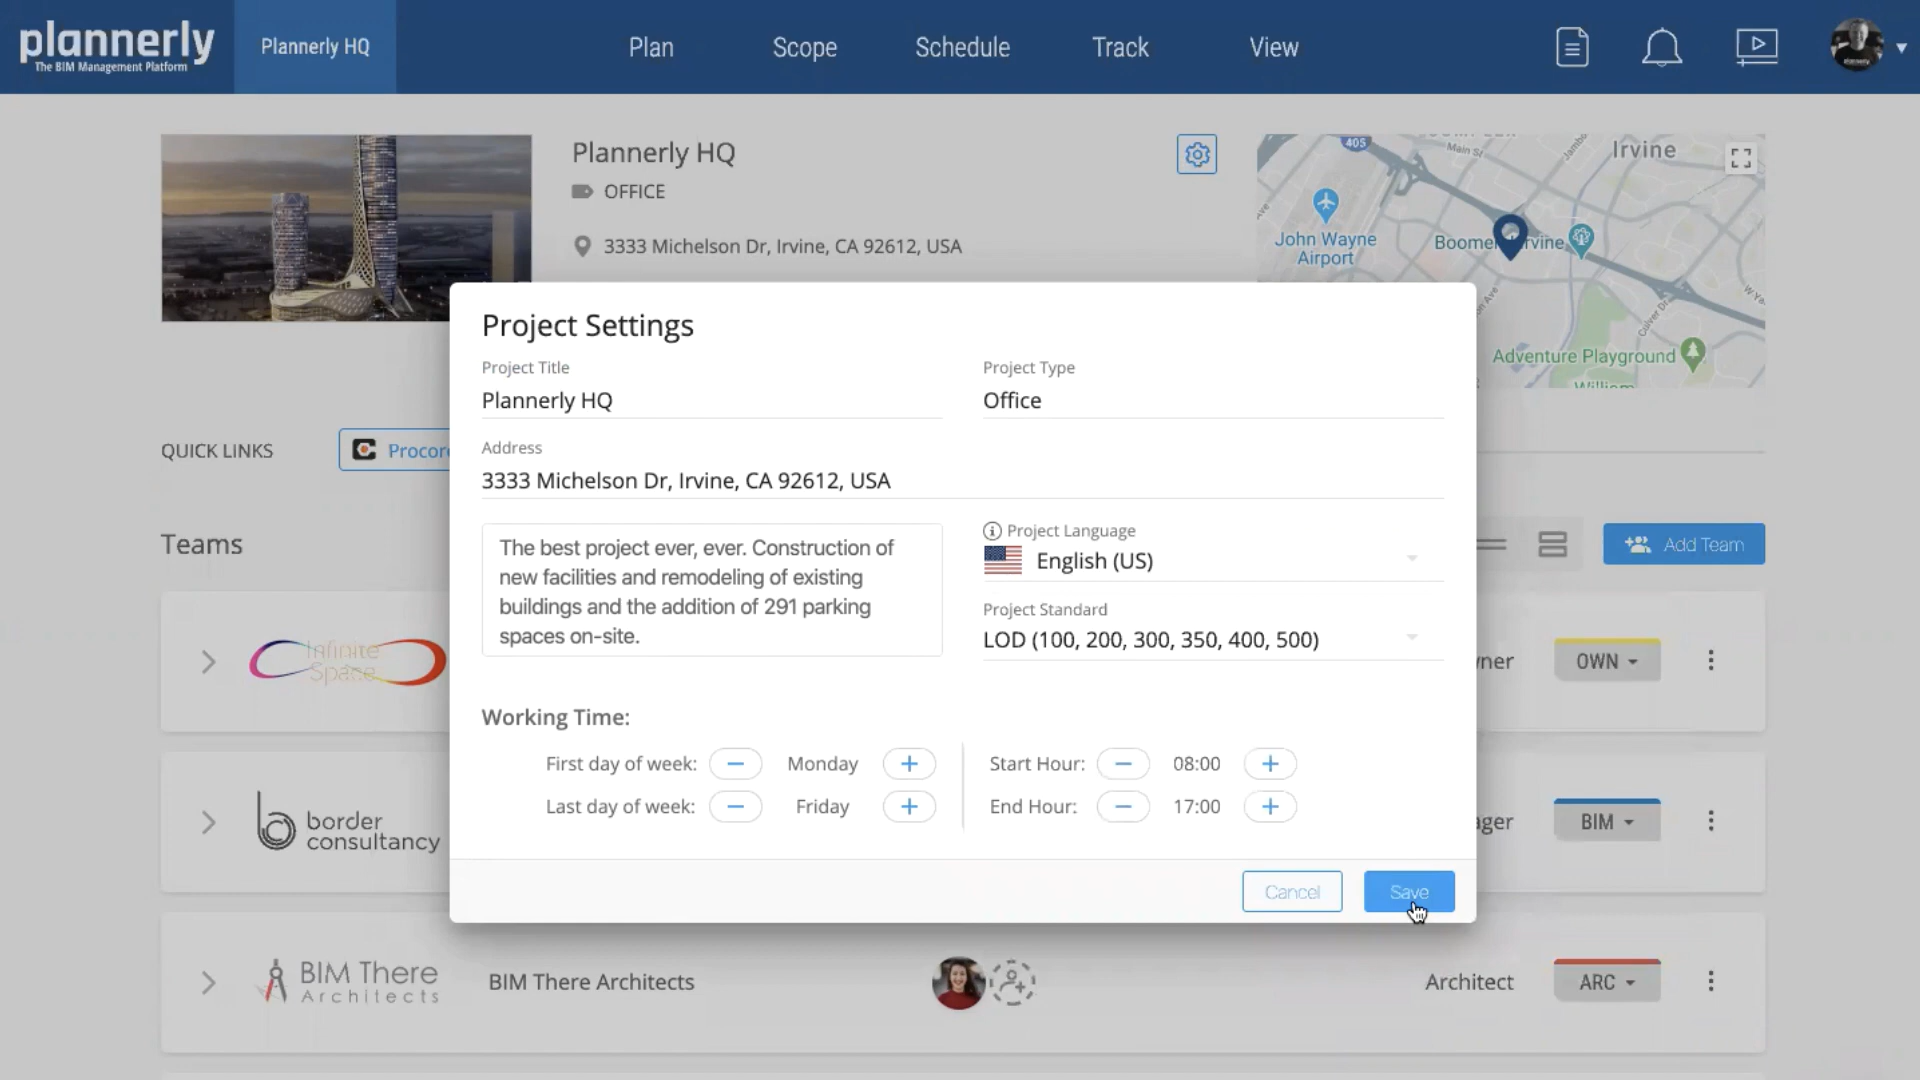 plannerly
The BIM Management Platform
Plannerly HQ
Plan
Scope
Schedule
Track
View
Plannerly HQ
OFFICE
3333 Michelson Dr, Irvine, CA 92612, USA
405
Main St
Irvine
John Wayne
Airport
Adventure Playground
QUICK LINKS
Teams
Add Team
Project Settings
Project Title
Plannerly HQ
Project Type
Office
Address
3333 Michelson Dr, Irvine, CA 92612, USA
The best project ever, ever. Construction of
new facilities and remodeling of existing
buildings and the addition of 291 parking
spaces on-site.
Project Language
English (US)
Project Standard
LOD (100, 200, 300, 350, 400, 500)
Working Time:
First day of week: Monday
Start Hour: 08:00
Last day of week: Friday
End Hour: 17:00
Cancel
Save
Infinite
Space
OWN
border
consultancy
BIM
BIM There
Architects
BIM There Architects
Architect
ARC